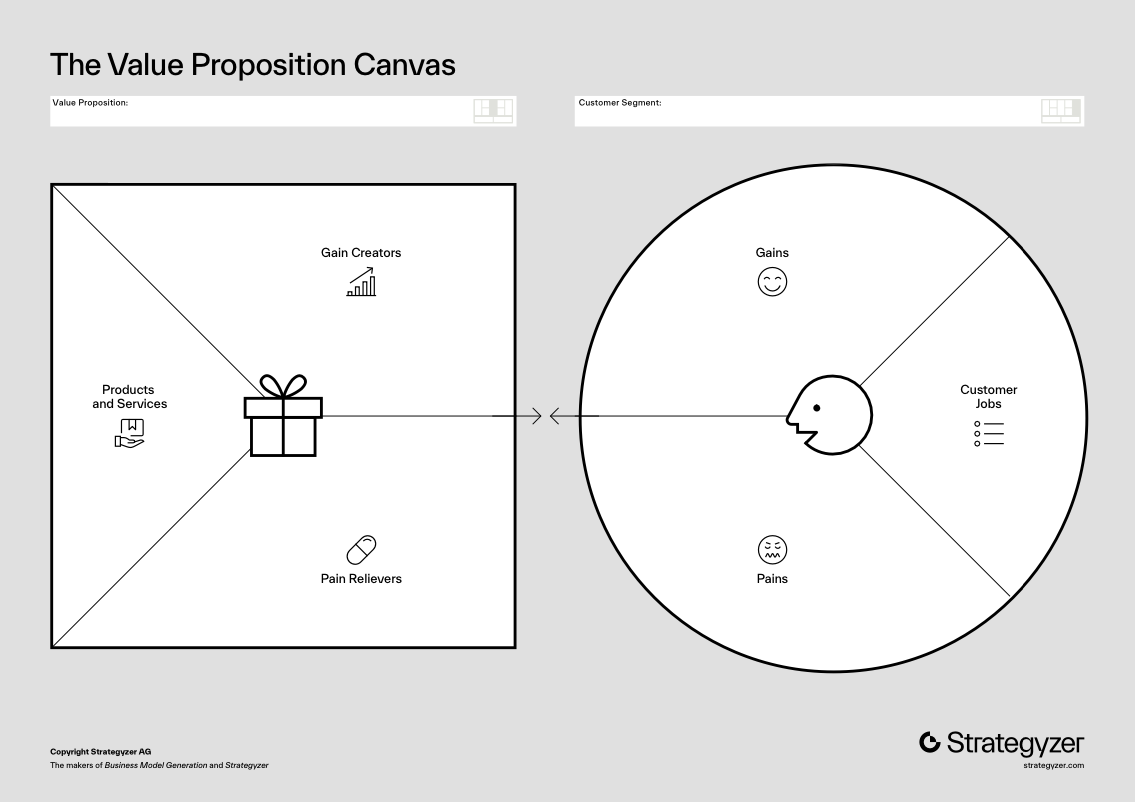 The Value Proposition Canvas
Value Proposition:
Customer Segment:
Gain Creators
Products
and Services
Pain Relievers
Gains
Customer
Jobs
Pains
Copyright Strategyzer AG
The makers of Business Model Generation and Strategyzer
Strategyzer
strategyzer.com